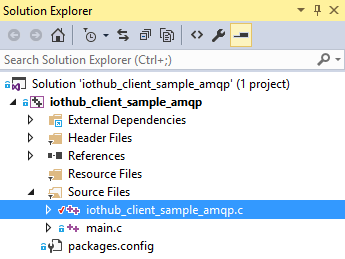 Solution Explorer
Search Solution Explorer (Ctrl+;)
Solution 'iothub_client_sample_amqp' (1 project)
iothub_client_sample_amqp
External Dependencies
Header Files
References
Resource Files
Source Files
iothub_client_sample_amqp.c
main.c
packages.config